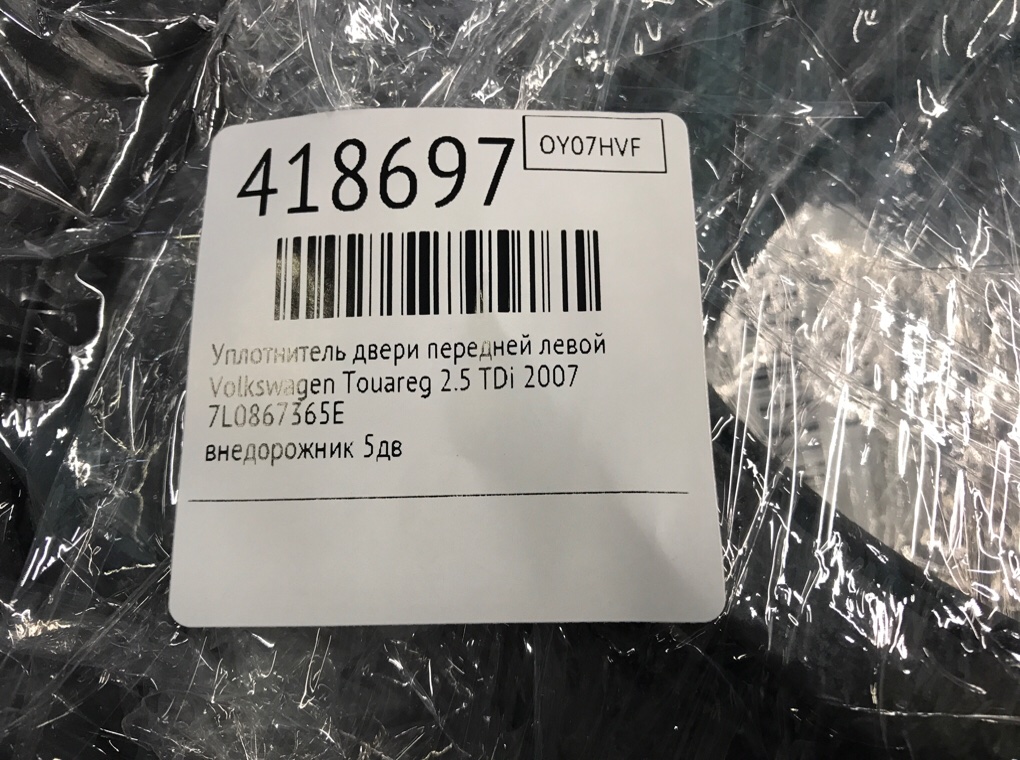 418697
OY07HVF
Уплотнитель двери передней левой
Volkswagen Touareg 2.5 TDi 2007
7L0867365E
внедорожник 5дв